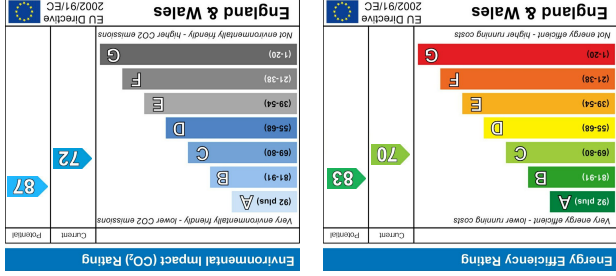 Energy Efficiency Rating
Current
Potential
Very energy efficient - lower running costs
(92 plus) A
(81-91) B
(69-80) C
(55-68) D
(39-54) E
(21-38) F
(1-20) G
Not energy efficient - higher running costs
70
83
England & Wales
EU Directive
2002/91/EC
Environmental Impact (CO₂) Rating
Current
Potential
Very environmentally friendly - lower CO2 emissions
(92 plus) A
(81-91) B
(69-80) C
(55-68) D
(39-54) E
(21-38) F
(1-20) G
Not environmentally friendly - higher CO2 emissions
72
87
England & Wales
EU Directive
2002/91/EC